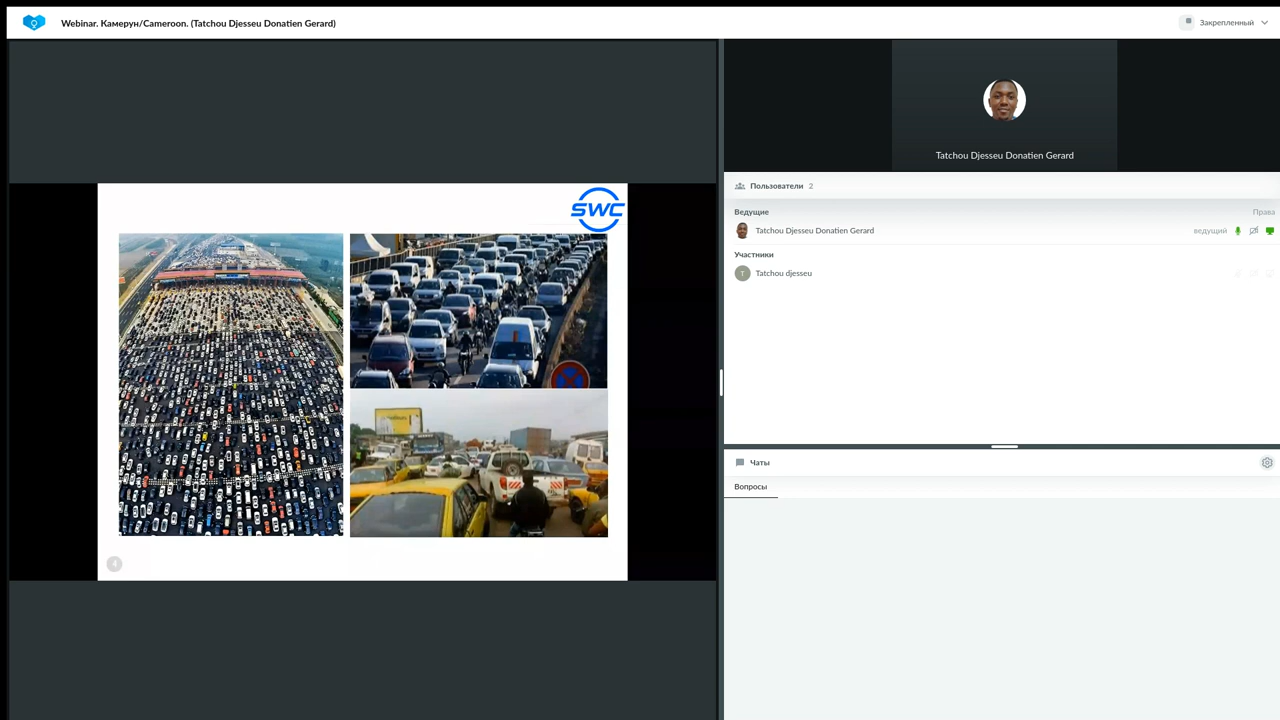 Webinar. Камерун/Cameroon. (Tatchou Djesseu Donatien Gerard)
Закрепленный
SWC
4
Tatchou Djesseu Donatien Gerard
Пользователи 2
Ведущие
Права
Tatchou Djesseu Donatien Gerard
ведущий
Участники
T
Tatchou djesseu
Чаты
Вопросы